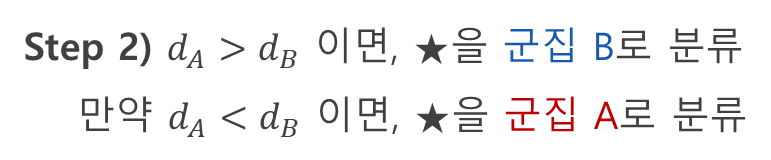 Step 2) d_A > d_B 이면, ★을 군집 B로 분류
만약 d_A < d_B 이면, ★을 군집 A로 분류